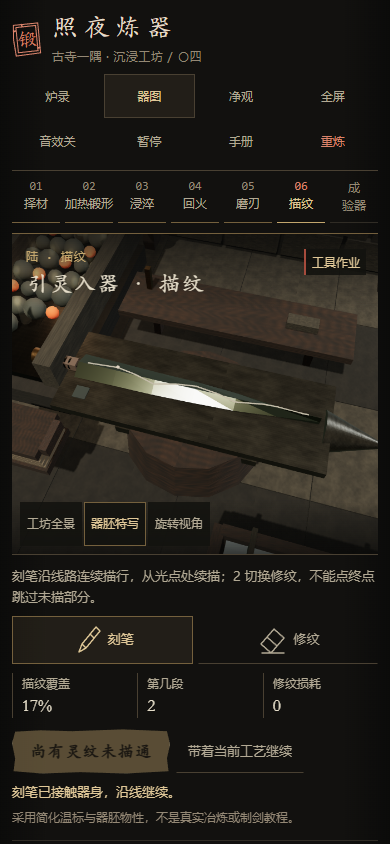 锻
照夜炼器
古寺一隅 · 沉浸工坊 / 〇四
炉录
器图
净观
全屏
音效关
暂停
手册
重炼
01
择材
02
加热锻形
03
浸淬
04
回火
05
磨刃
06
描纹
成
验器
陆 · 描纹
引灵入器 · 描纹
工具作业
工坊全景
器胚特写
旋转视角
刻笔沿线路连续描行，从光点处续描；2 切换修纹，不能点终点
跳过未描部分。
刻笔
修纹
描纹覆盖
17%
第几段
2
修纹损耗
0
尚有灵纹未描通
带着当前工艺继续
刻笔已接触器身，沿线继续。
采用简化温标与器胚物性，不是真实冶炼或制剑教程。